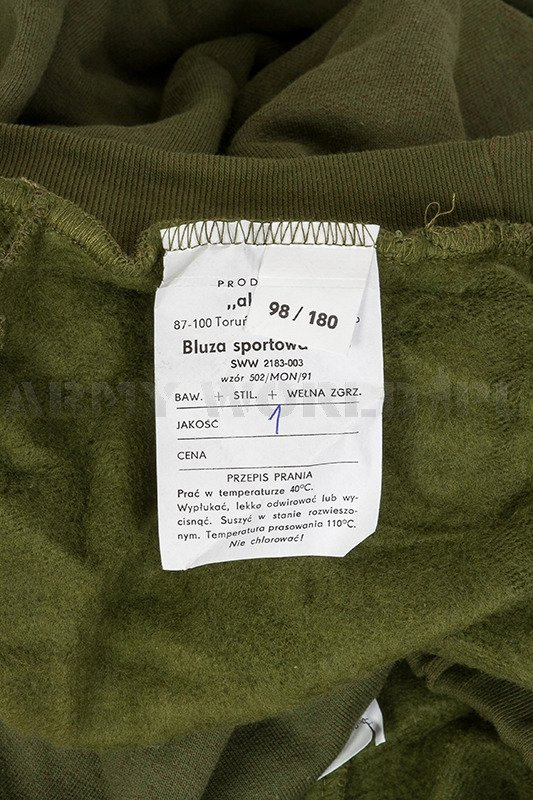 PROD
„al
98 / 180
87-100 Toruń
Bluza sportowa
SWW 2183-003
wzór 502/MON/91
BAW. + STIL. + WEŁNA ZGRZ.
JAKOŚĆ 1
CENA
PRZEPIS PRANIA
Prać w temperaturze 40°C.
Wypłukać, lekko odwirować lub wy-
cisnąć. Suszyć w stanie rozwieszo-
nym. Temperatura prasowania 110°C.
Nie chlorować!